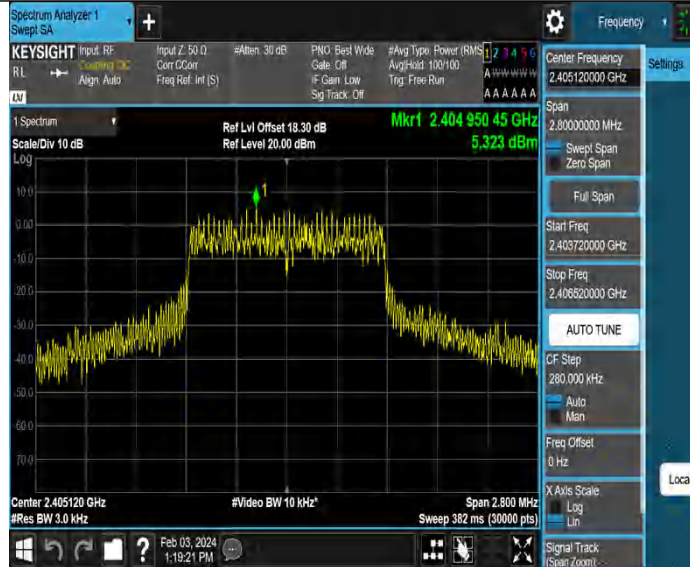 Spectrum Analyzer 1
Swept SA
+
Frequency
KEYSIGHT
Input: RF
Coupling: DC
Align: Auto
Input Z: 50 Ω
Corr CCorr
Freq Ref: Int (S)
#Atten: 30 dB
PNO: Best Wide
Gate: Off
IF Gain: Low
Sig Track: Off
#Avg Type: Power (RMS
Avg|Hold: 100/100
Trig: Free Run
1 2 3 4 5 6
A W W W W W
A A A A A A
RL
LXI
1 Spectrum
Scale/Div 10 dB
Log
Ref Lvl Offset 18.30 dB
Ref Level 20.00 dBm
Mkr1 2.404 950 45 GHz
5.323 dBm
1
10.0
0.00
-10.0
-20.0
-30.0
-40.0
-50.0
-60.0
-70.0
Center 2.405120 GHz
#Res BW 3.0 kHz
#Video BW 10 kHz*
Span 2.800 MHz
Sweep 382 ms (30000 pts)
?
Feb 03, 2024
1:19:21 PM
Center Frequency
2.405120000 GHz
Span
2.80000000 MHz
Swept Span
Zero Span
Full Span
Start Freq
2.403720000 GHz
Stop Freq
2.406520000 GHz
AUTO TUNE
CF Step
280.000 kHz
Auto
Man
Freq Offset
0 Hz
X Axis Scale
Log
Lin
Signal Track
(Span Zoom)
Settings
Loca